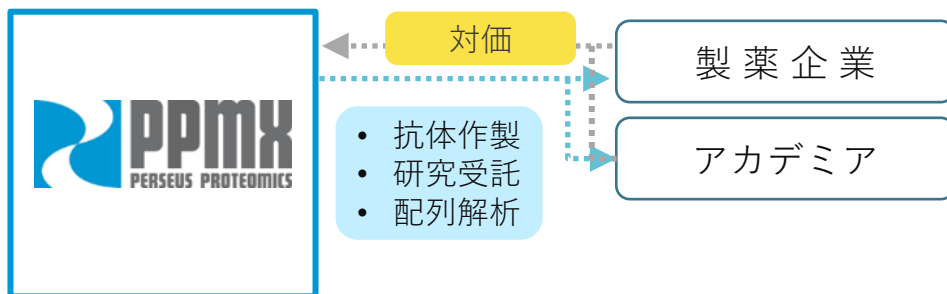 対価
製薬企業
PPMX
PERSEUS PROTEOMICS
• 抗体作製
• 研究受託
• 配列解析
アカデミア